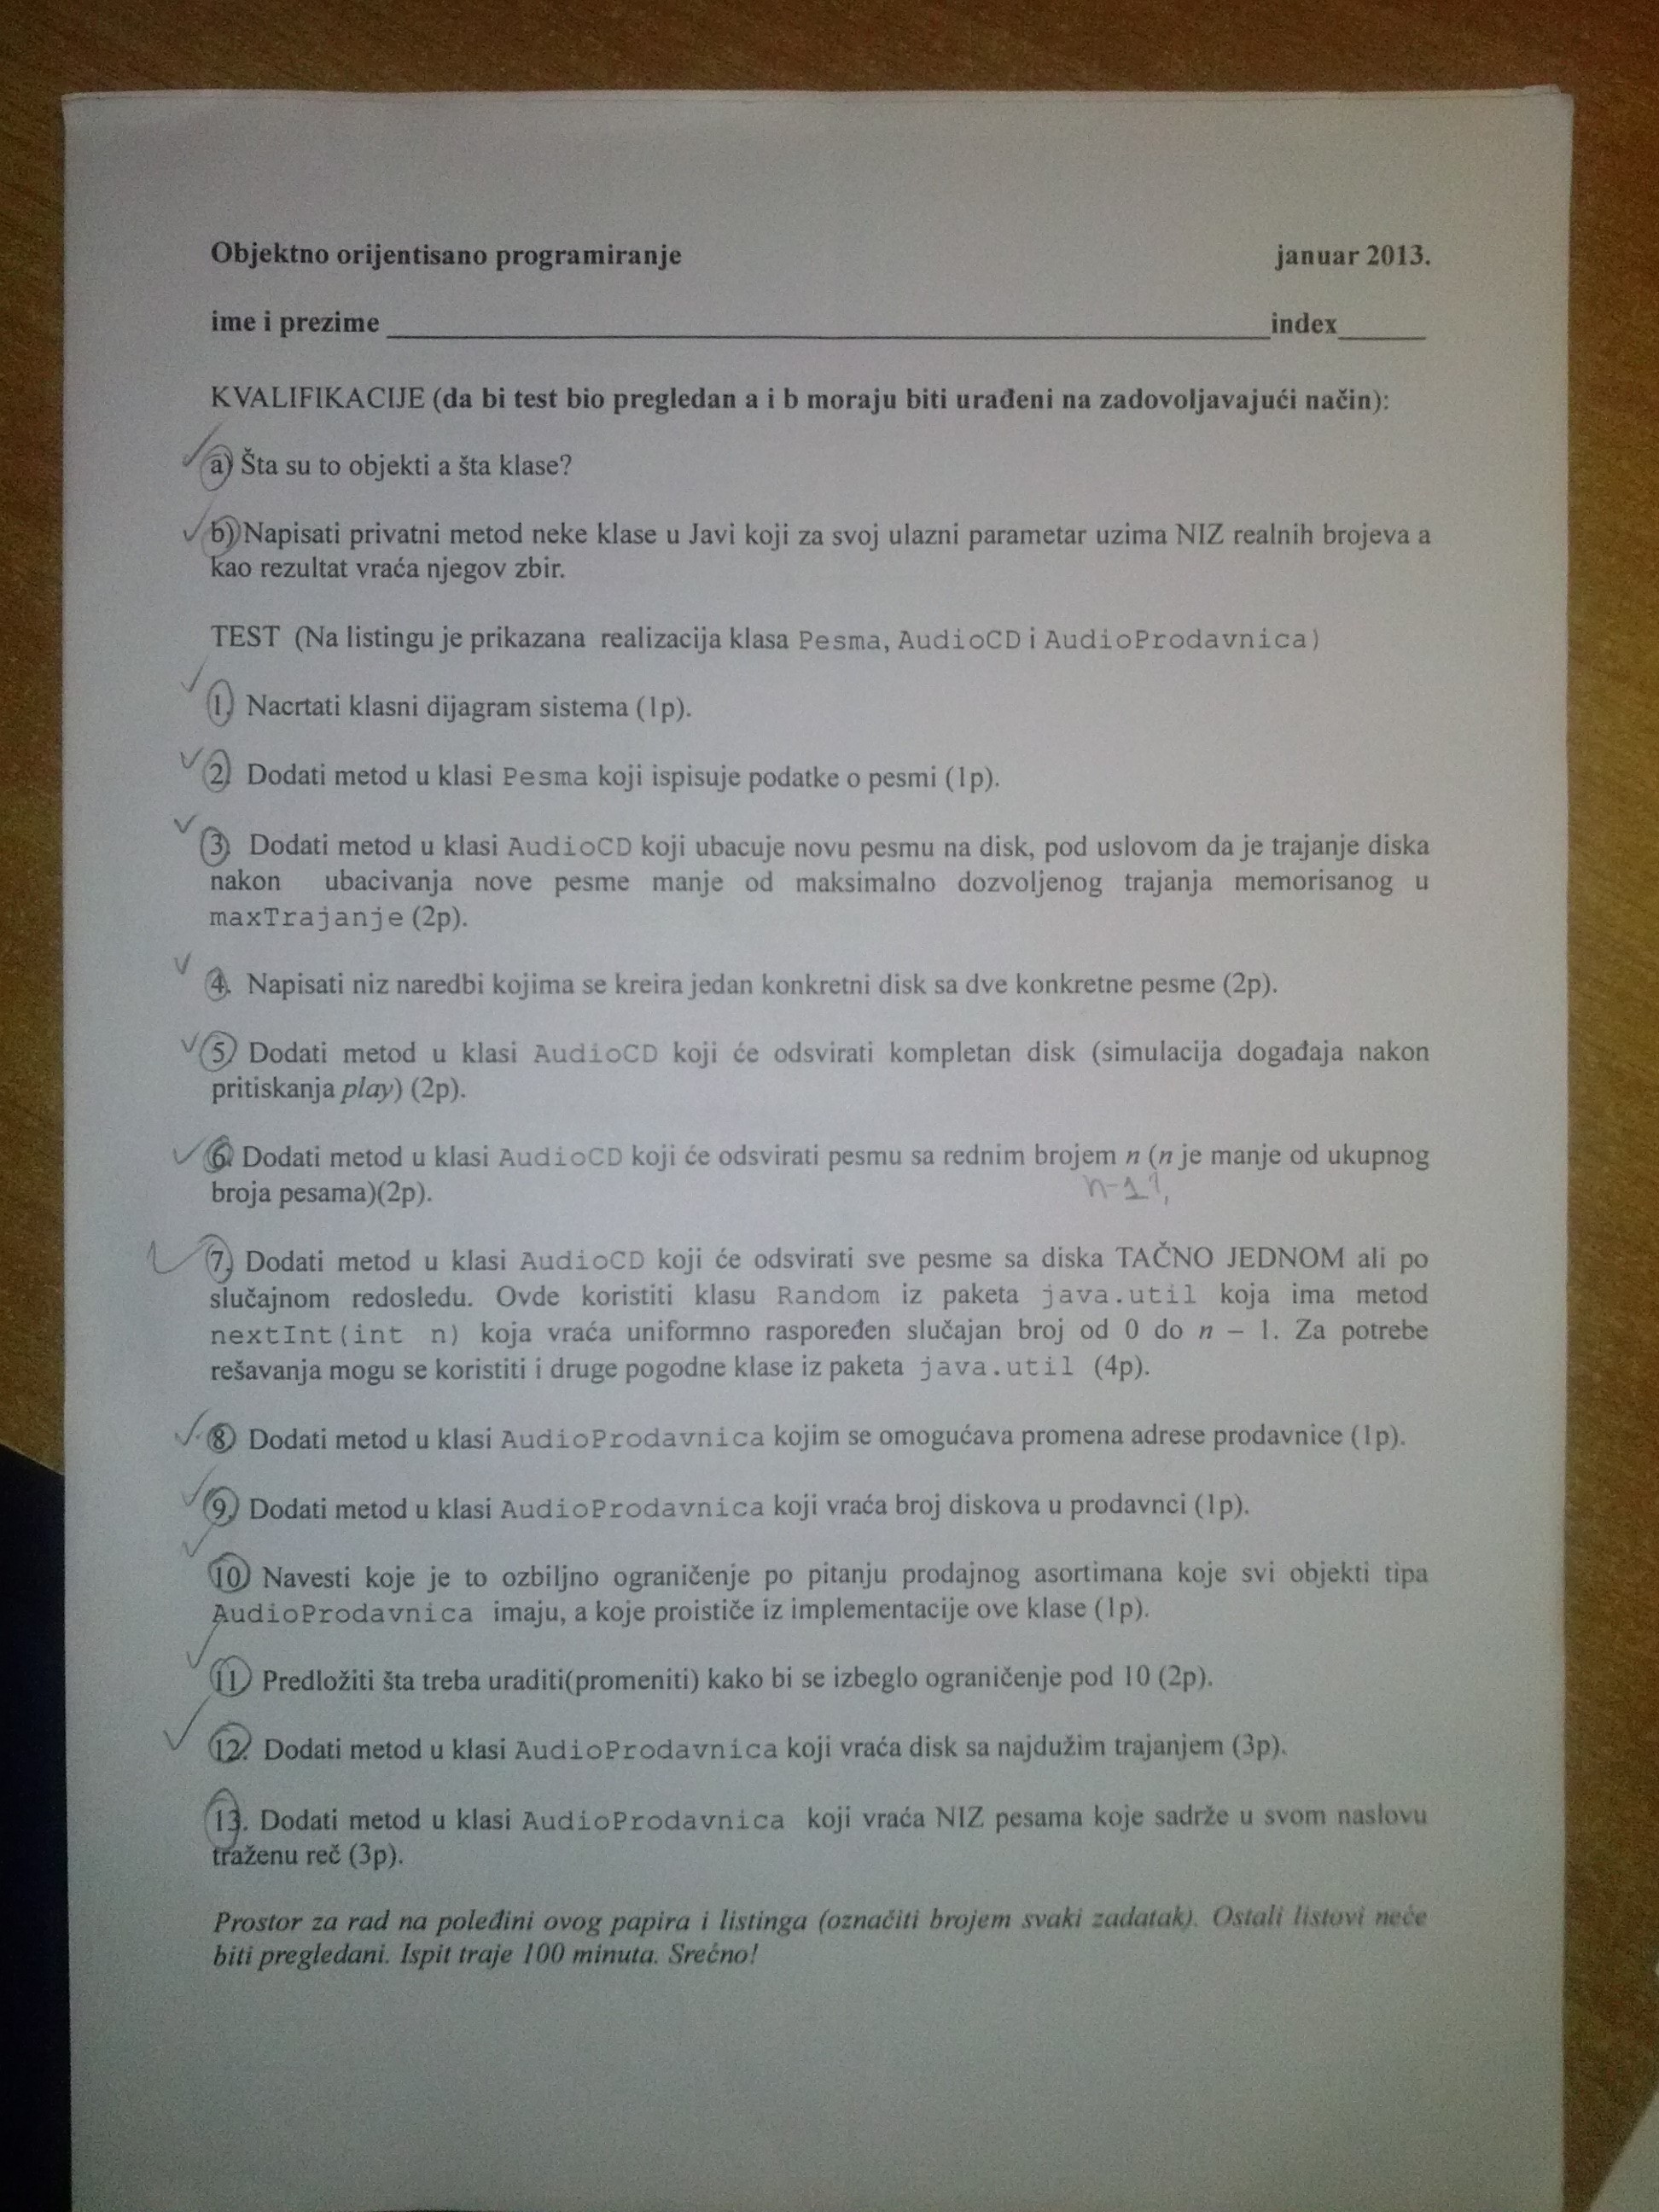 Objektno orijentisano programiranje januar 2013.
ime i prezime ________________ index______
KVALIFIKACIJE (da bi test bio pregledan a i b moraju biti urađeni na zadovoljavajući način):
a) Šta su to objekti a šta klase?
b) Napisati privatni metod neke klase u Javi koji za svoj ulazni parametar uzima NIZ realnih brojeva a
kao rezultat vraća njegov zbir.
TEST (Na listingu je prikazana realizacija klasa Pesma, AudioCD i AudioProdavnica)
1. Nacrtati klasni dijagram sistema (1p).
2. Dodati metod u klasi Pesma koji ispisuje podatke o pesmi (1p).
3. Dodati metod u klasi AudioCD koji ubacuje novu pesmu na disk, pod uslovom da je trajanje diska
nakon ubacivanja nove pesme manje od maksimalno dozvoljenog trajanja memorisanog u
maxTrajanje (2p).
4. Napisati niz naredbi kojima se kreira jedan konkretni disk sa dve konkretne pesme (2p).
5. Dodati metod u klasi AudioCD koji će odsvirati kompletan disk (simulacija događaja nakon
pritiskanja play) (2p).
6. Dodati metod u klasi AudioCD koji će odsvirati pesmu sa rednim brojem n (n je manje od ukupnog
broja pesama)(2p).
n-1?
7. Dodati metod u klasi AudioCD koji će odsvirati sve pesme sa diska TAČNO JEDNOM ali po
slučajnom redosledu. Ovde koristiti klasu Random iz paketa java.util koja ima metod
nextInt(int n) koja vraća uniformno raspoređen slučajan broj od 0 do n – 1. Za potrebe
rešavanja mogu se koristiti i druge pogodne klase iz paketa java.util (4p).
8. Dodati metod u klasi AudioProdavnica kojim se omogućava promena adrese prodavnice (1p).
9. Dodati metod u klasi AudioProdavnica koji vraća broj diskova u prodavnci (1p).
10 Navesti koje je to ozbiljno ograničenje po pitanju prodajnog asortimana koje svi objekti tipa
AudioProdavnica imaju, a koje proističe iz implementacije ove klase (1p).
11 Predložiti šta treba uraditi(promeniti) kako bi se izbeglo ograničenje pod 10 (2p).
12. Dodati metod u klasi AudioProdavnica koji vraća disk sa najdužim trajanjem (3p).
13. Dodati metod u klasi AudioProdavnica koji vraća NIZ pesama koje sadrže u svom naslovu
traženu reč (3p).
Prostor za rad na poleđini ovog papira i listinga (označiti brojem svaki zadatak). Ostali listovi neće
biti pregledani. Ispit traje 100 minuta. Srećno!